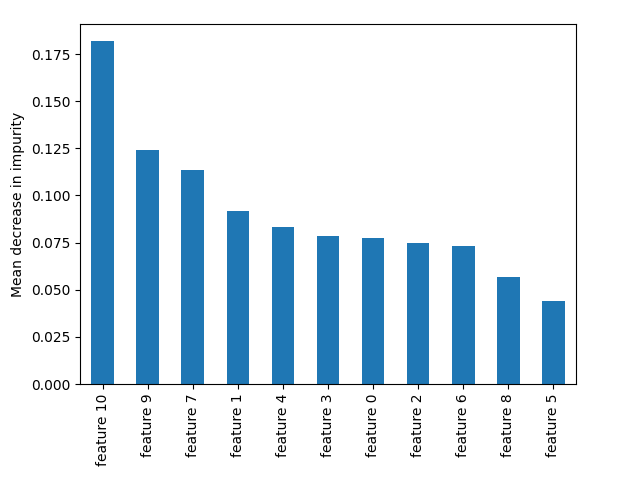 0.175
0.150
0.125
0.100
0.075
0.050
0.025
0.000
Mean decrease in impurity
feature 10
feature 9
feature 7
feature 1
feature 4
feature 3
feature 0
feature 2
feature 6
feature 8
feature 5